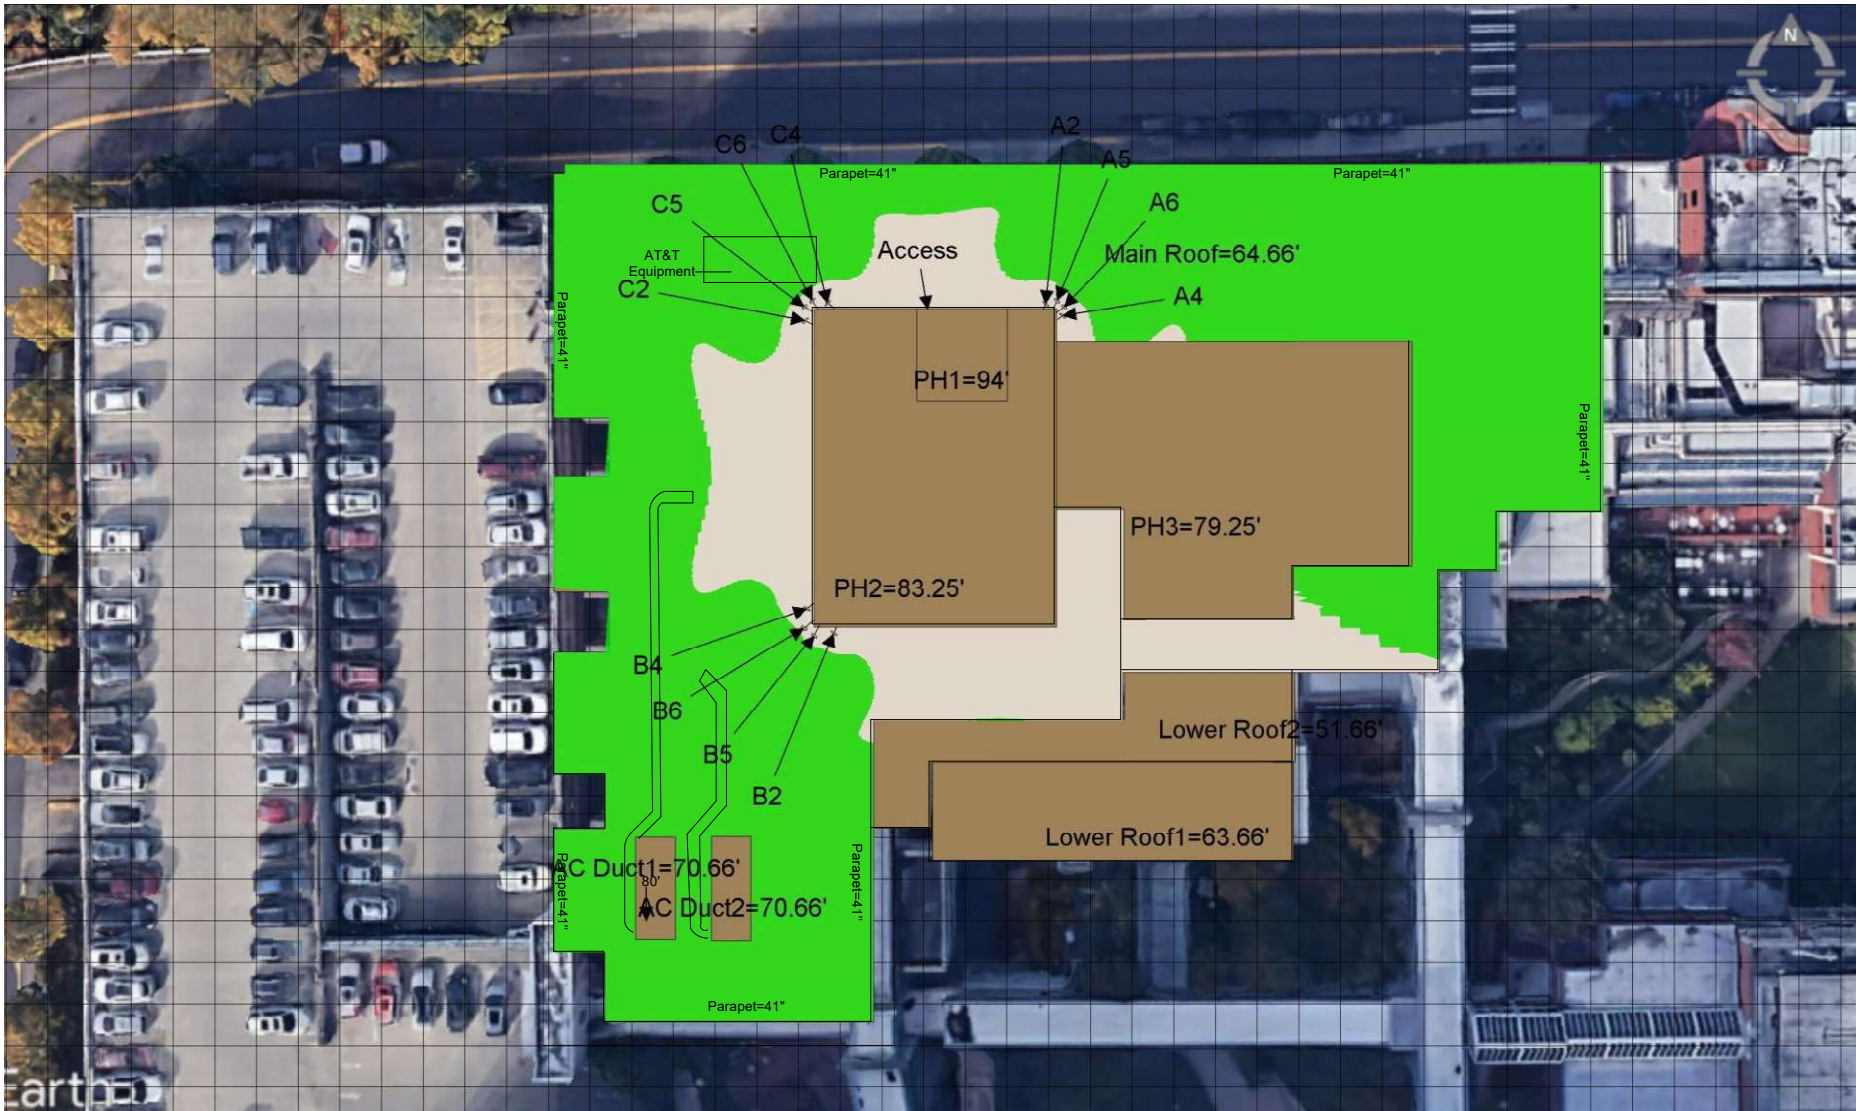 N
C6
C4
A2
A5
Parapet=41"
Parapet=41"
C5
A6
Access
Main Roof=64.66'
AT&T
Equipment
C2
A4
Parapet=41"
PH1=94'
Parapet=41"
PH3=79.25'
PH2=83.25'
B4
B6
B5
B2
Lower Roof2=51.66'
Lower Roof1=63.66'
AC Duct1=70.66'
80'
AC Duct2=70.66'
Parapet=41"
Parapet=41"
Parapet=41"
Earth